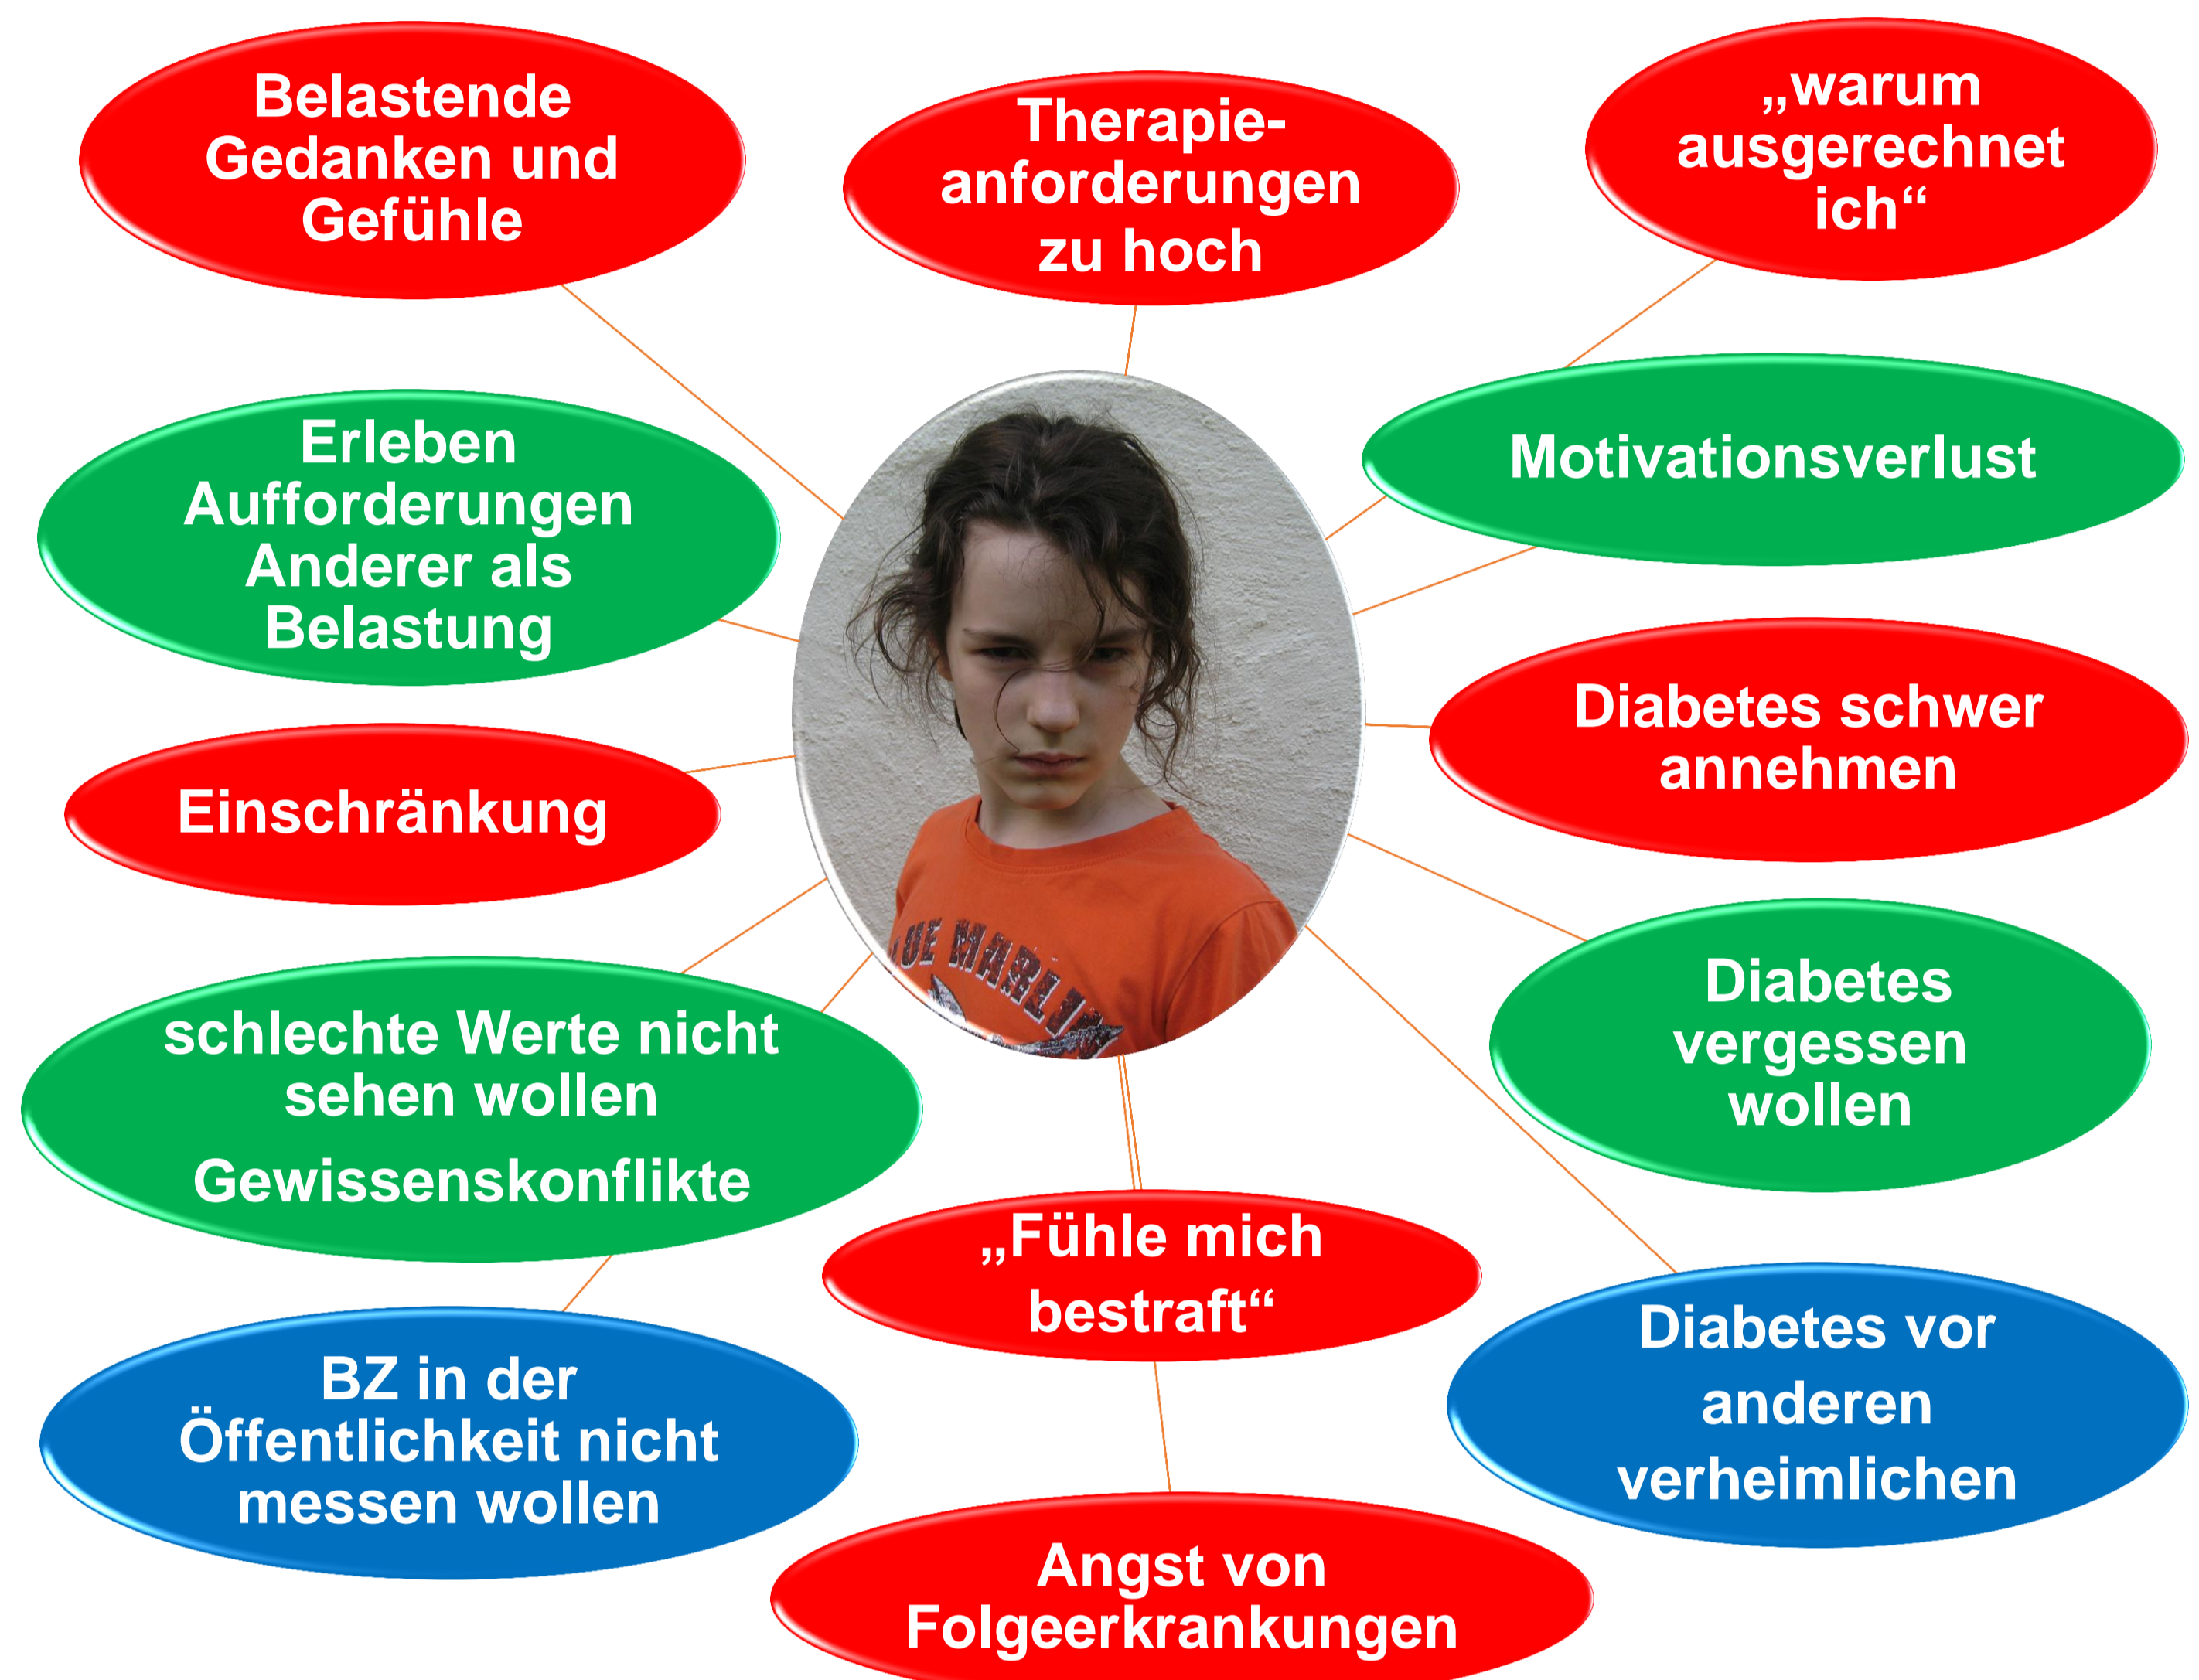 Belastende
Gedanken und
Gefühle
Therapie-
anforderungen
zu hoch
„warum
ausgerechnet
ich“
Erleben
Aufforderungen
Anderer als
Belastung
Motivationsverlust
Einschränkung
Diabetes schwer
annehmen
UE MARLI
schlechte Werte nicht
sehen wollen
Gewissenskonflikte
Diabetes
vergessen
wollen
„Fühle mich
bestraft“
BZ in der
Öffentlichkeit nicht
messen wollen
Diabetes vor
anderen
verheimlichen
Angst von
Folgeerkrankungen